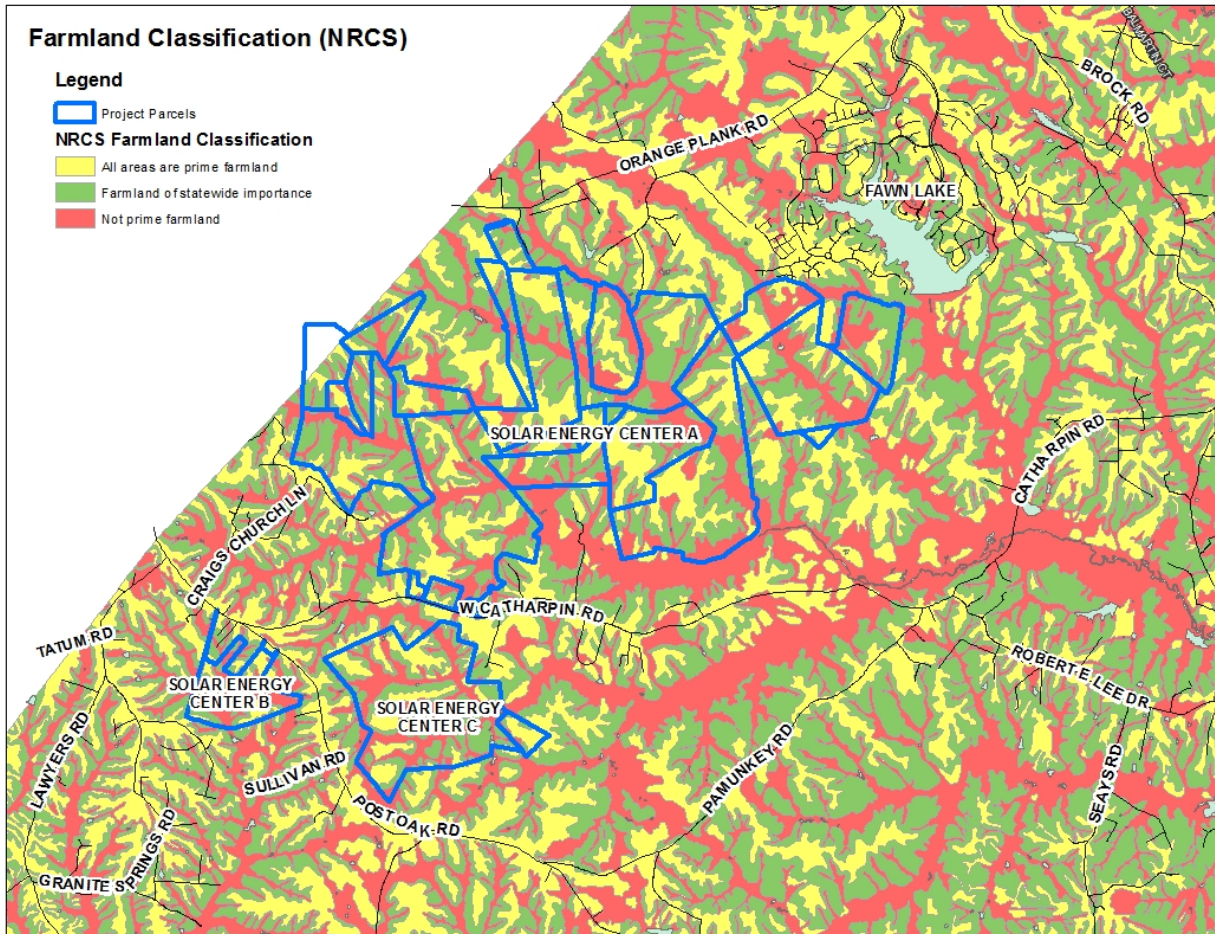 Farmland Classification (NRCS)
Legend
Project Parcels
NRCS Farmland Classification
All areas are prime farmland
Farmland of statewide importance
Not prime farmland
BALMARTIN CT
BROCK RD
ORANGE PLANK RD
FAWN LAKE
SOLAR ENERGY CENTER A
CATHARPIN RD
CRAIGS CHURCH LN
W CATHARPIN RD
TATUM RD
ROBERT E LEE DR
SOLAR ENERGY
CENTER B
SOLAR ENERGY
CENTER C
LAWYERS RD
SULLIVAN RD
PAMUNKEY RD
SEAYS RD
POST OAK RD
GRANITE SPRINGS RD